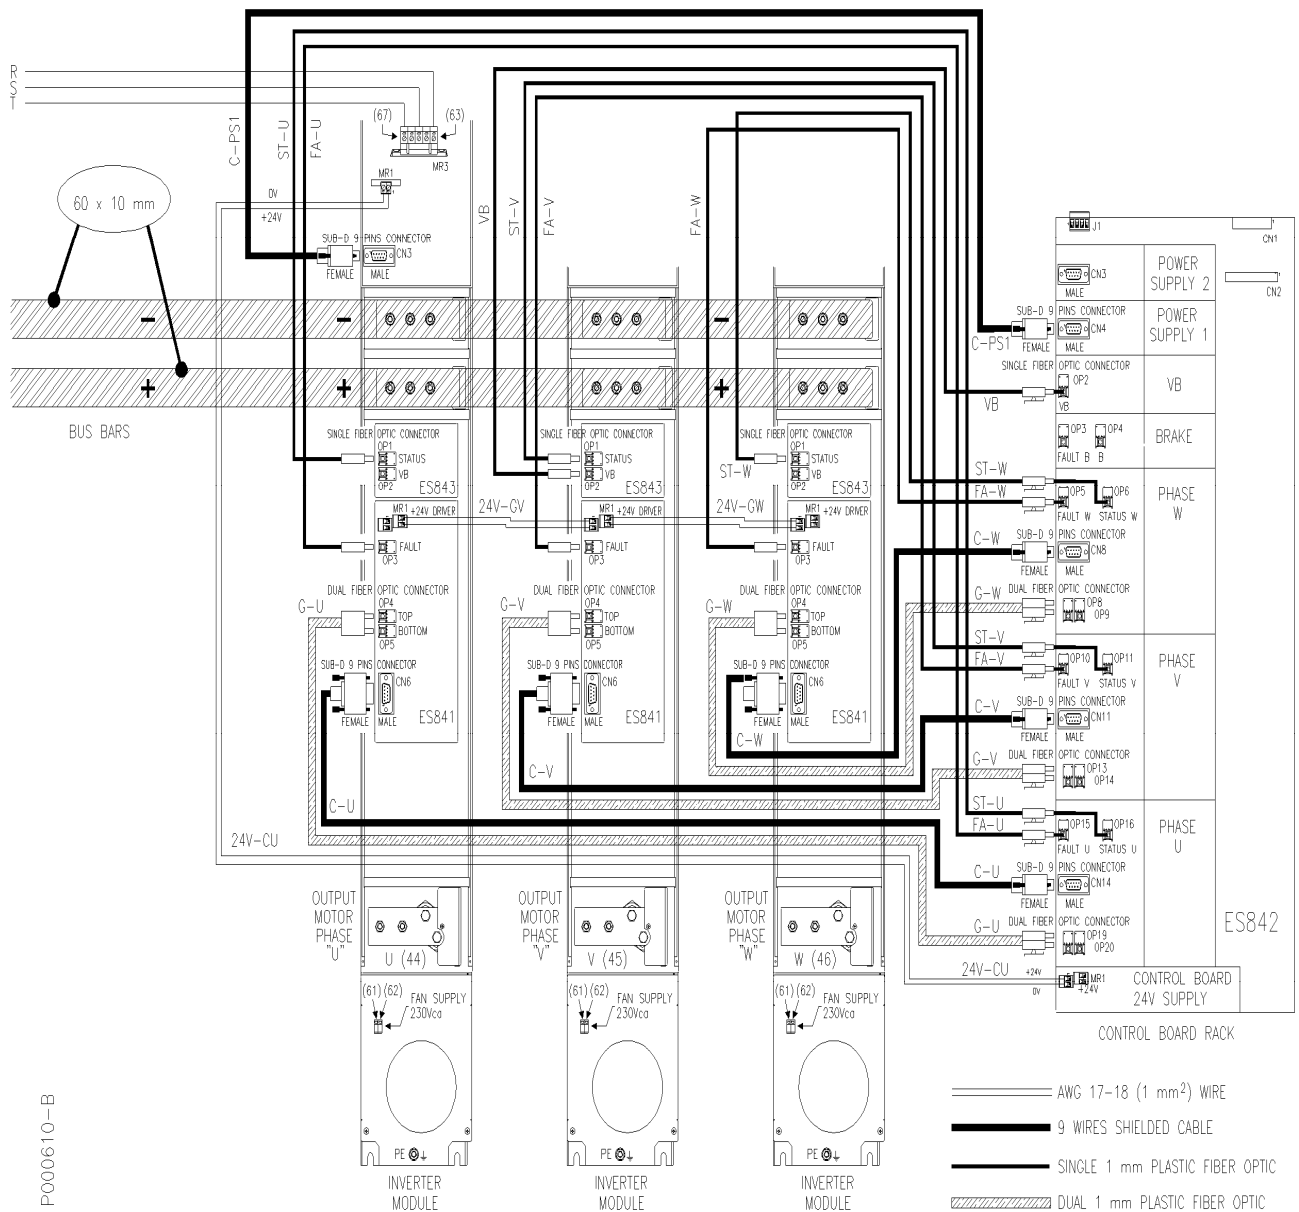 R
S
T
(67)
(63)
MR3
MR1
0V
+24V
C-PS1
ST-U
FA-U
VB
ST-V
FA-V
FA-W
60 x 10 mm
SUB-D 9 PINS CONNECTOR
CN3
FEMALE
MALE
- - -
+ + +
BUS BARS
J1
CN1
CN2
CN3
MALE
POWER
SUPPLY 2
SUB-D 9 PINS CONNECTOR
CN4
C-PS1
FEMALE
MALE
POWER
SUPPLY 1
SINGLE FIBER OPTIC CONNECTOR
OP2
VB
VB
VB
OP3
OP4
FAULT B
B
BRAKE
ST-W
FA-W
OP5
OP6
FAULT W
STATUS W
PHASE
W
SUB-D 9 PINS CONNECTOR
C-W
CN8
FEMALE
MALE
DUAL FIBER OPTIC CONNECTOR
G-W
OP8
OP9
ST-V
FA-V
OP10
OP11
FAULT V
STATUS V
PHASE
V
SUB-D 9 PINS CONNECTOR
C-V
CN11
FEMALE
MALE
DUAL FIBER OPTIC CONNECTOR
G-V
OP13
OP14
ST-U
FA-U
OP15
OP16
FAULT U
STATUS U
PHASE
U
SUB-D 9 PINS CONNECTOR
C-U
CN14
FEMALE
MALE
DUAL FIBER OPTIC CONNECTOR
G-U
OP19
OP20
ES842
24V-CU
+24V
0V
MR1
+24V
CONTROL BOARD
24V SUPPLY
CONTROL BOARD RACK
SINGLE FIBER OPTIC CONNECTOR
OP1
STATUS
VB
OP2
ES843
MR1 +24V DRIVER
FAULT
OP3
DUAL FIBER OPTIC CONNECTOR
G-U
OP4
TOP
BOTTOM
OP5
SUB-D 9 PINS CONNECTOR
CN6
FEMALE
MALE
ES841
C-U
24V-CU
24V-GV
SINGLE FIBER OPTIC CONNECTOR
OP1
STATUS
VB
OP2
ES843
MR1 +24V DRIVER
FAULT
OP3
DUAL FIBER OPTIC CONNECTOR
G-V
OP4
TOP
BOTTOM
OP5
SUB-D 9 PINS CONNECTOR
CN6
FEMALE
MALE
ES841
C-V
24V-GW
SINGLE FIBER OPTIC CONNECTOR
OP1
STATUS
VB
OP2
ST-W
ES843
MR1 +24V DRIVER
FAULT
OP3
DUAL FIBER OPTIC CONNECTOR
G-W
OP4
TOP
BOTTOM
OP5
SUB-D 9 PINS CONNECTOR
CN6
FEMALE
MALE
ES841
C-W
OUTPUT
MOTOR
PHASE
"U"
U (44)
OUTPUT
MOTOR
PHASE
"V"
V (45)
OUTPUT
MOTOR
PHASE
"W"
W (46)
(61) (62)
FAN SUPPLY
230Vca
(61) (62)
FAN SUPPLY
230Vca
(61) (62)
FAN SUPPLY
230Vca
PE
PE
PE
INVERTER
MODULE
INVERTER
MODULE
INVERTER
MODULE
AWG 17-18 (1 mm²) WIRE
9 WIRES SHIELDED CABLE
SINGLE 1 mm PLASTIC FIBER OPTIC
DUAL 1 mm PLASTIC FIBER OPTIC
P000610-B